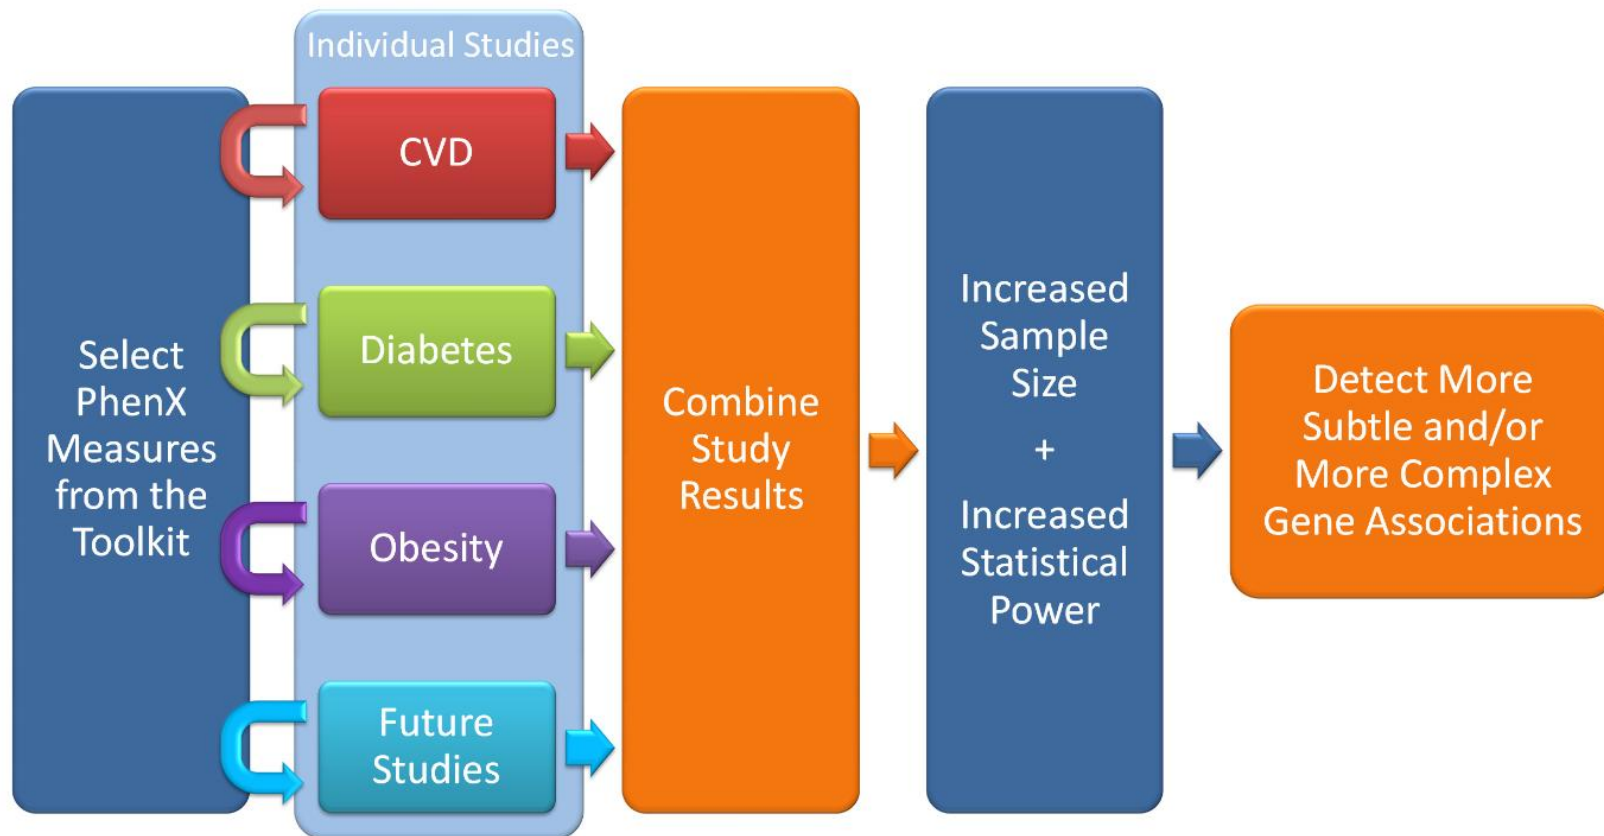 Individual Studies
Select
PhenX
Measures
from the
Toolkit
CVD
Diabetes
Obesity
Future
Studies
Combine
Study
Results
Increased
Sample
Size
+
Increased
Statistical
Power
Detect More
Subtle and/or
More Complex
Gene Associations